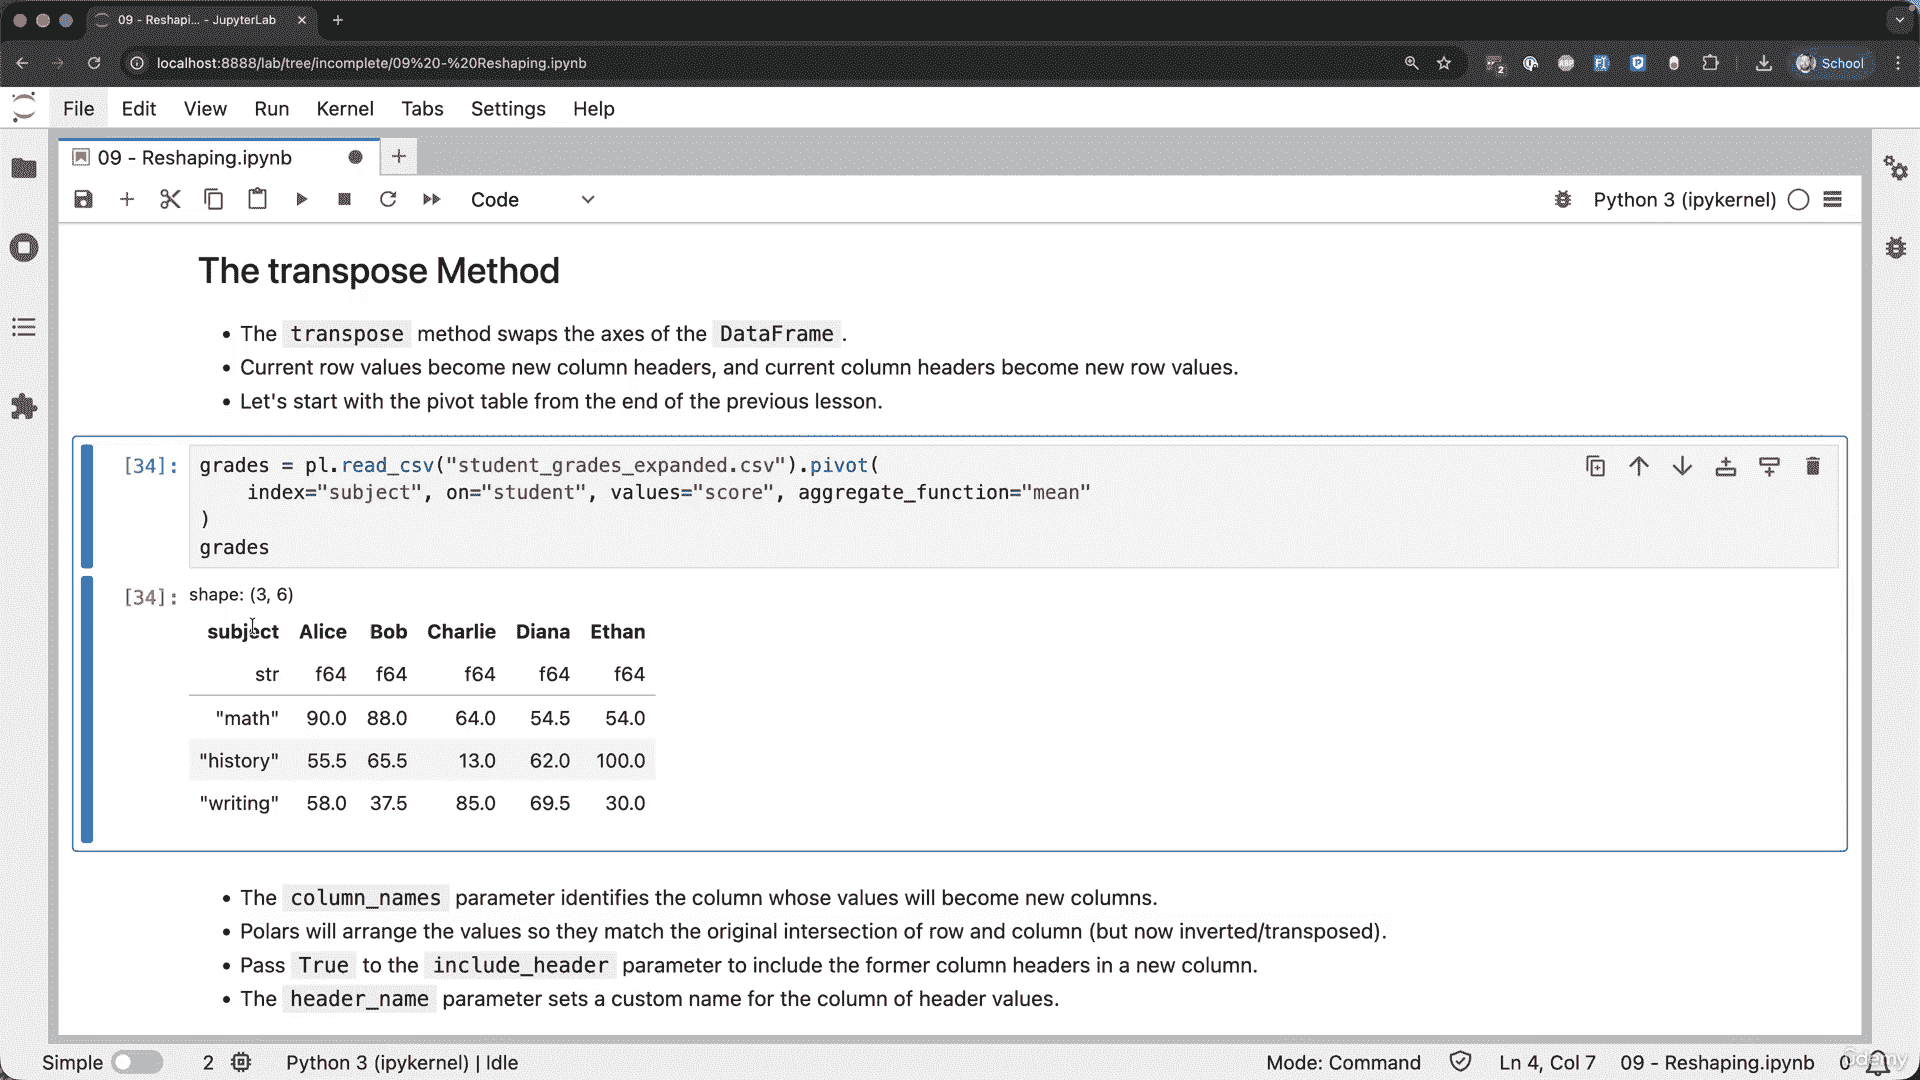 09 - Reshapi... - JupyterLab
localhost:8888/lab/tree/incomplete/09%20-%20Reshaping.ipynb
2
ABP
School
File Edit View Run Kernel Tabs Settings Help
09 - Reshaping.ipynb
Code
Python 3 (ipykernel)
The transpose Method
• The transpose method swaps the axes of the DataFrame.
• Current row values become new column headers, and current column headers become new row values.
• Let's start with the pivot table from the end of the previous lesson.
[34]: grades = pl.read_csv("student_grades_expanded.csv").pivot(
index="subject", on="student", values="score", aggregate_function="mean"
)
grades
[34]: shape: (3, 6)
subject Alice Bob Charlie Diana Ethan
str f64 f64 f64 f64 f64
"math" 90.0 88.0 64.0 54.5 54.0
"history" 55.5 65.5 13.0 62.0 100.0
"writing" 58.0 37.5 85.0 69.5 30.0
• The column_names parameter identifies the column whose values will become new columns.
• Polars will arrange the values so they match the original intersection of row and column (but now inverted/transposed).
• Pass True to the include_header parameter to include the former column headers in a new column.
• The header_name parameter sets a custom name for the column of header values.
Simple 2 Python 3 (ipykernel) | Idle Mode: Command Ln 4, Col 7 09 - Reshaping.ipynb 0
Udemy